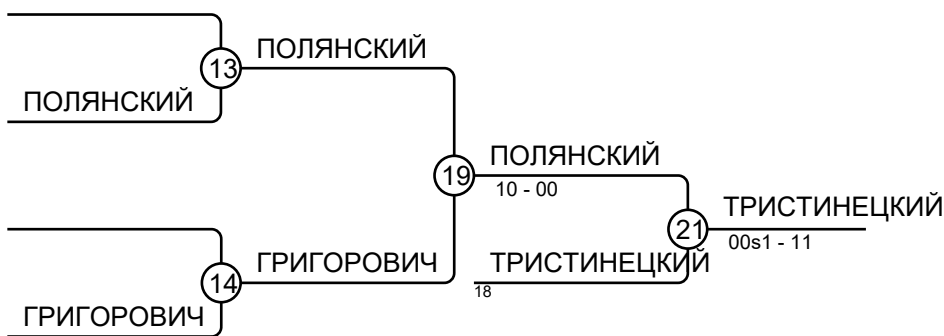 ПОЛЯНСКИЙ
13
ПОЛЯНСКИЙ
ПОЛЯНСКИЙ
19
10 - 00
ТРИСТИНЕЦКИЙ
21
00s1 - 11
ГРИГОРОВИЧ
ТРИСТИНЕЦКИЙ
14
18
ГРИГОРОВИЧ